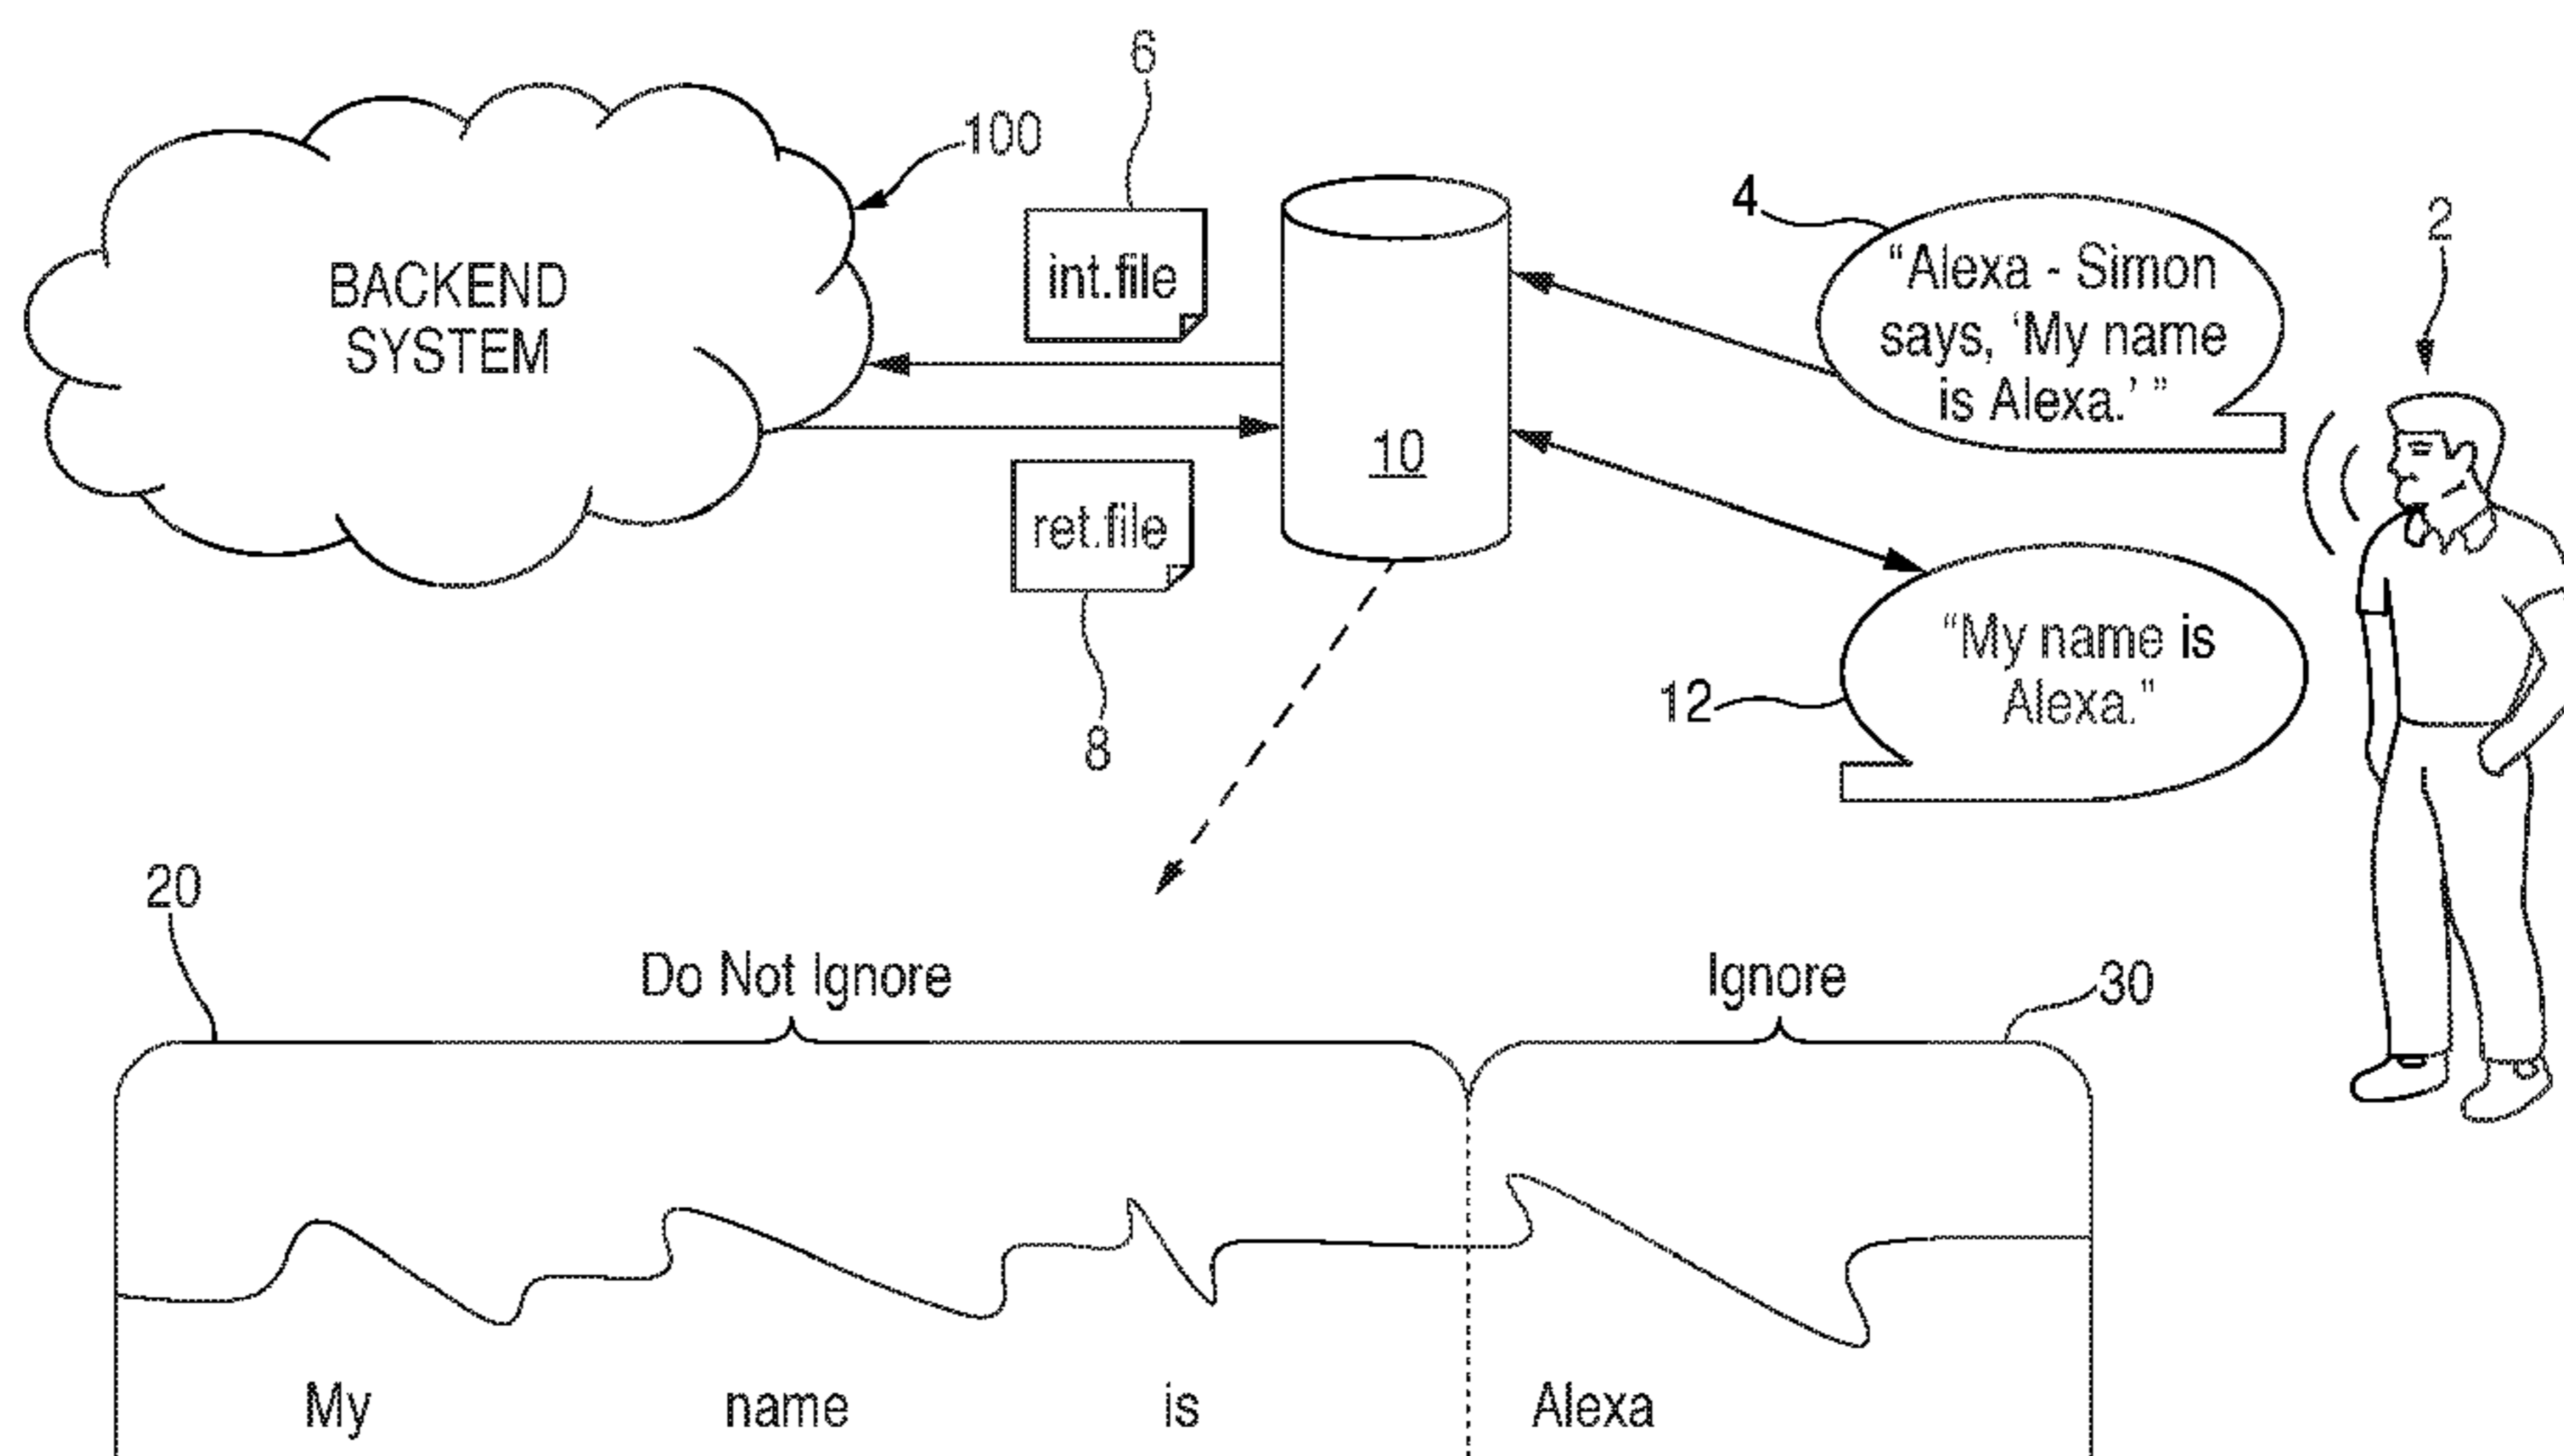 6
100
BACKEND
SYSTEM
int.file
4
"Alexa - Simon
says, 'My name
is Alexa.' "
2
10
ret.file
8
12
"My name is
Alexa."
20
Do Not Ignore
Ignore
30
My name is Alexa